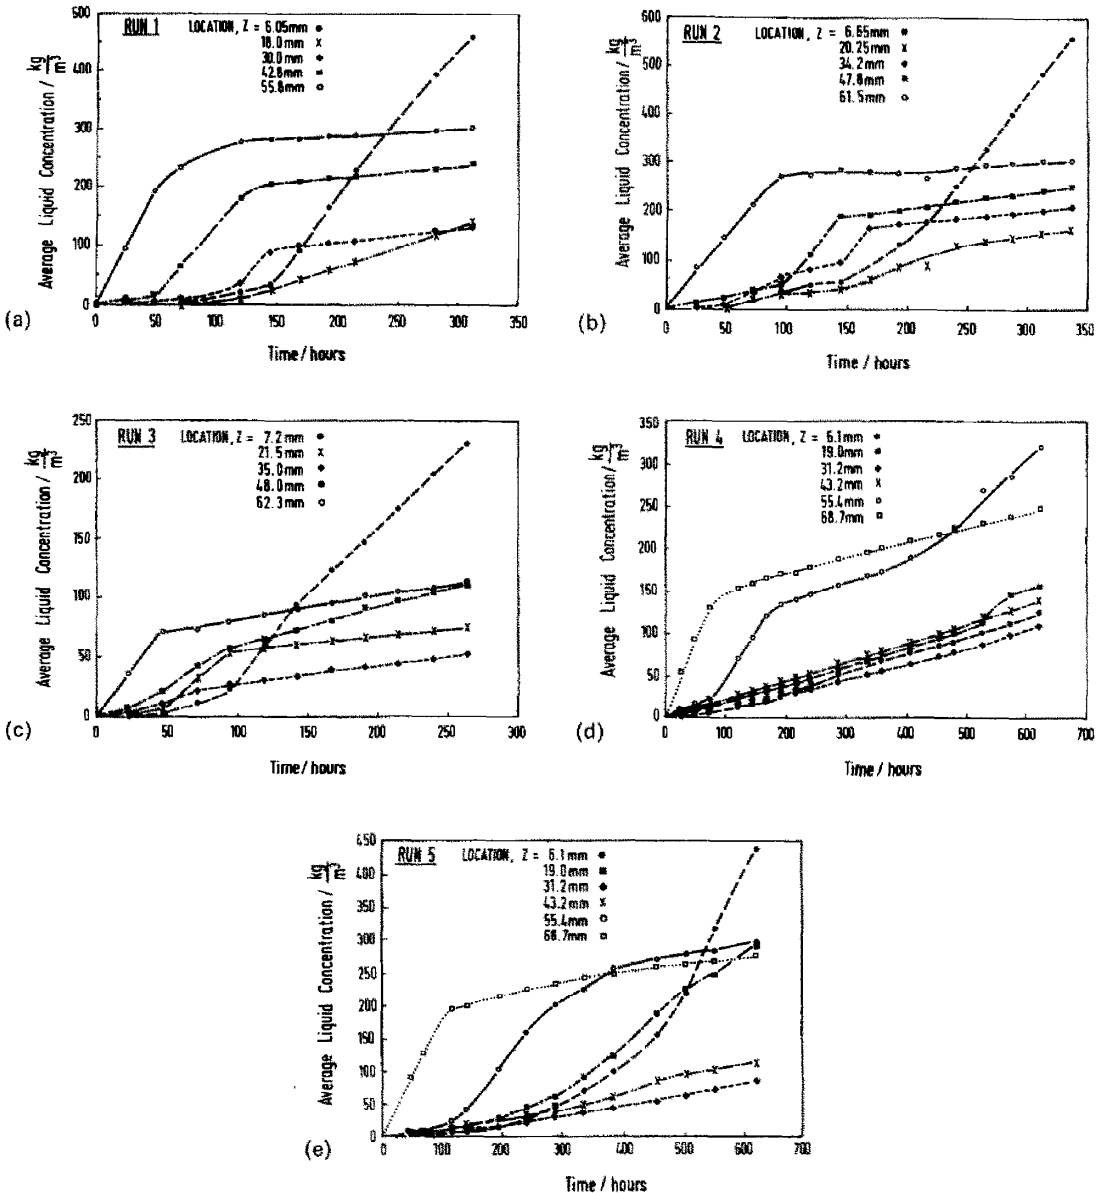 RUN 1 LOCATION, Z = 6.05mm
18.0mm
30.0mm
42.8mm
55.8mm
500
400
300
200
100
0
Average Liquid Concentration / kg/m³
0 50 100 150 200 250 300 350
Time / hours
(a)
RUN 2 LOCATION, Z = 6.65mm
20.25mm
34.2mm
47.8mm
61.5mm
600
500
400
300
200
100
0
Average Liquid Concentration / kg/m³
0 50 100 150 200 250 300 350
Time / hours
(b)
RUN 3 LOCATION, Z = 7.2mm
21.5mm
35.0mm
48.0mm
62.3mm
250
200
150
100
50
0
Average Liquid Concentration / kg/m³
0 50 100 150 200 250 300
Time / hours
(c)
RUN 4 LOCATION, Z = 6.1mm
19.0mm
31.2mm
43.2mm
55.4mm
68.7mm
350
300
250
200
150
100
50
0
Average Liquid Concentration / kg/m³
0 100 200 300 400 500 600 700
Time / hours
(d)
RUN 5 LOCATION, Z = 6.1mm
19.0mm
31.2mm
43.2mm
55.4mm
68.7mm
450
400
350
300
250
200
150
100
50
0
Average Liquid Concentration / kg/m³
0 100 200 300 400 500 600 700
Time / hours
(e)